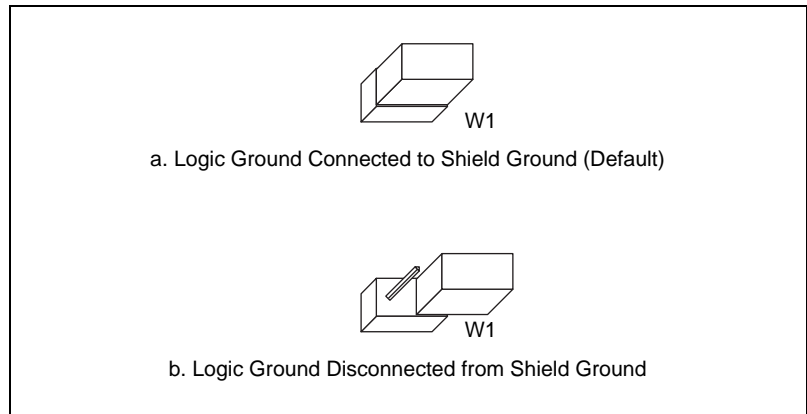 W1
a. Logic Ground Connected to Shield Ground (Default)
W1
b. Logic Ground Disconnected from Shield Ground